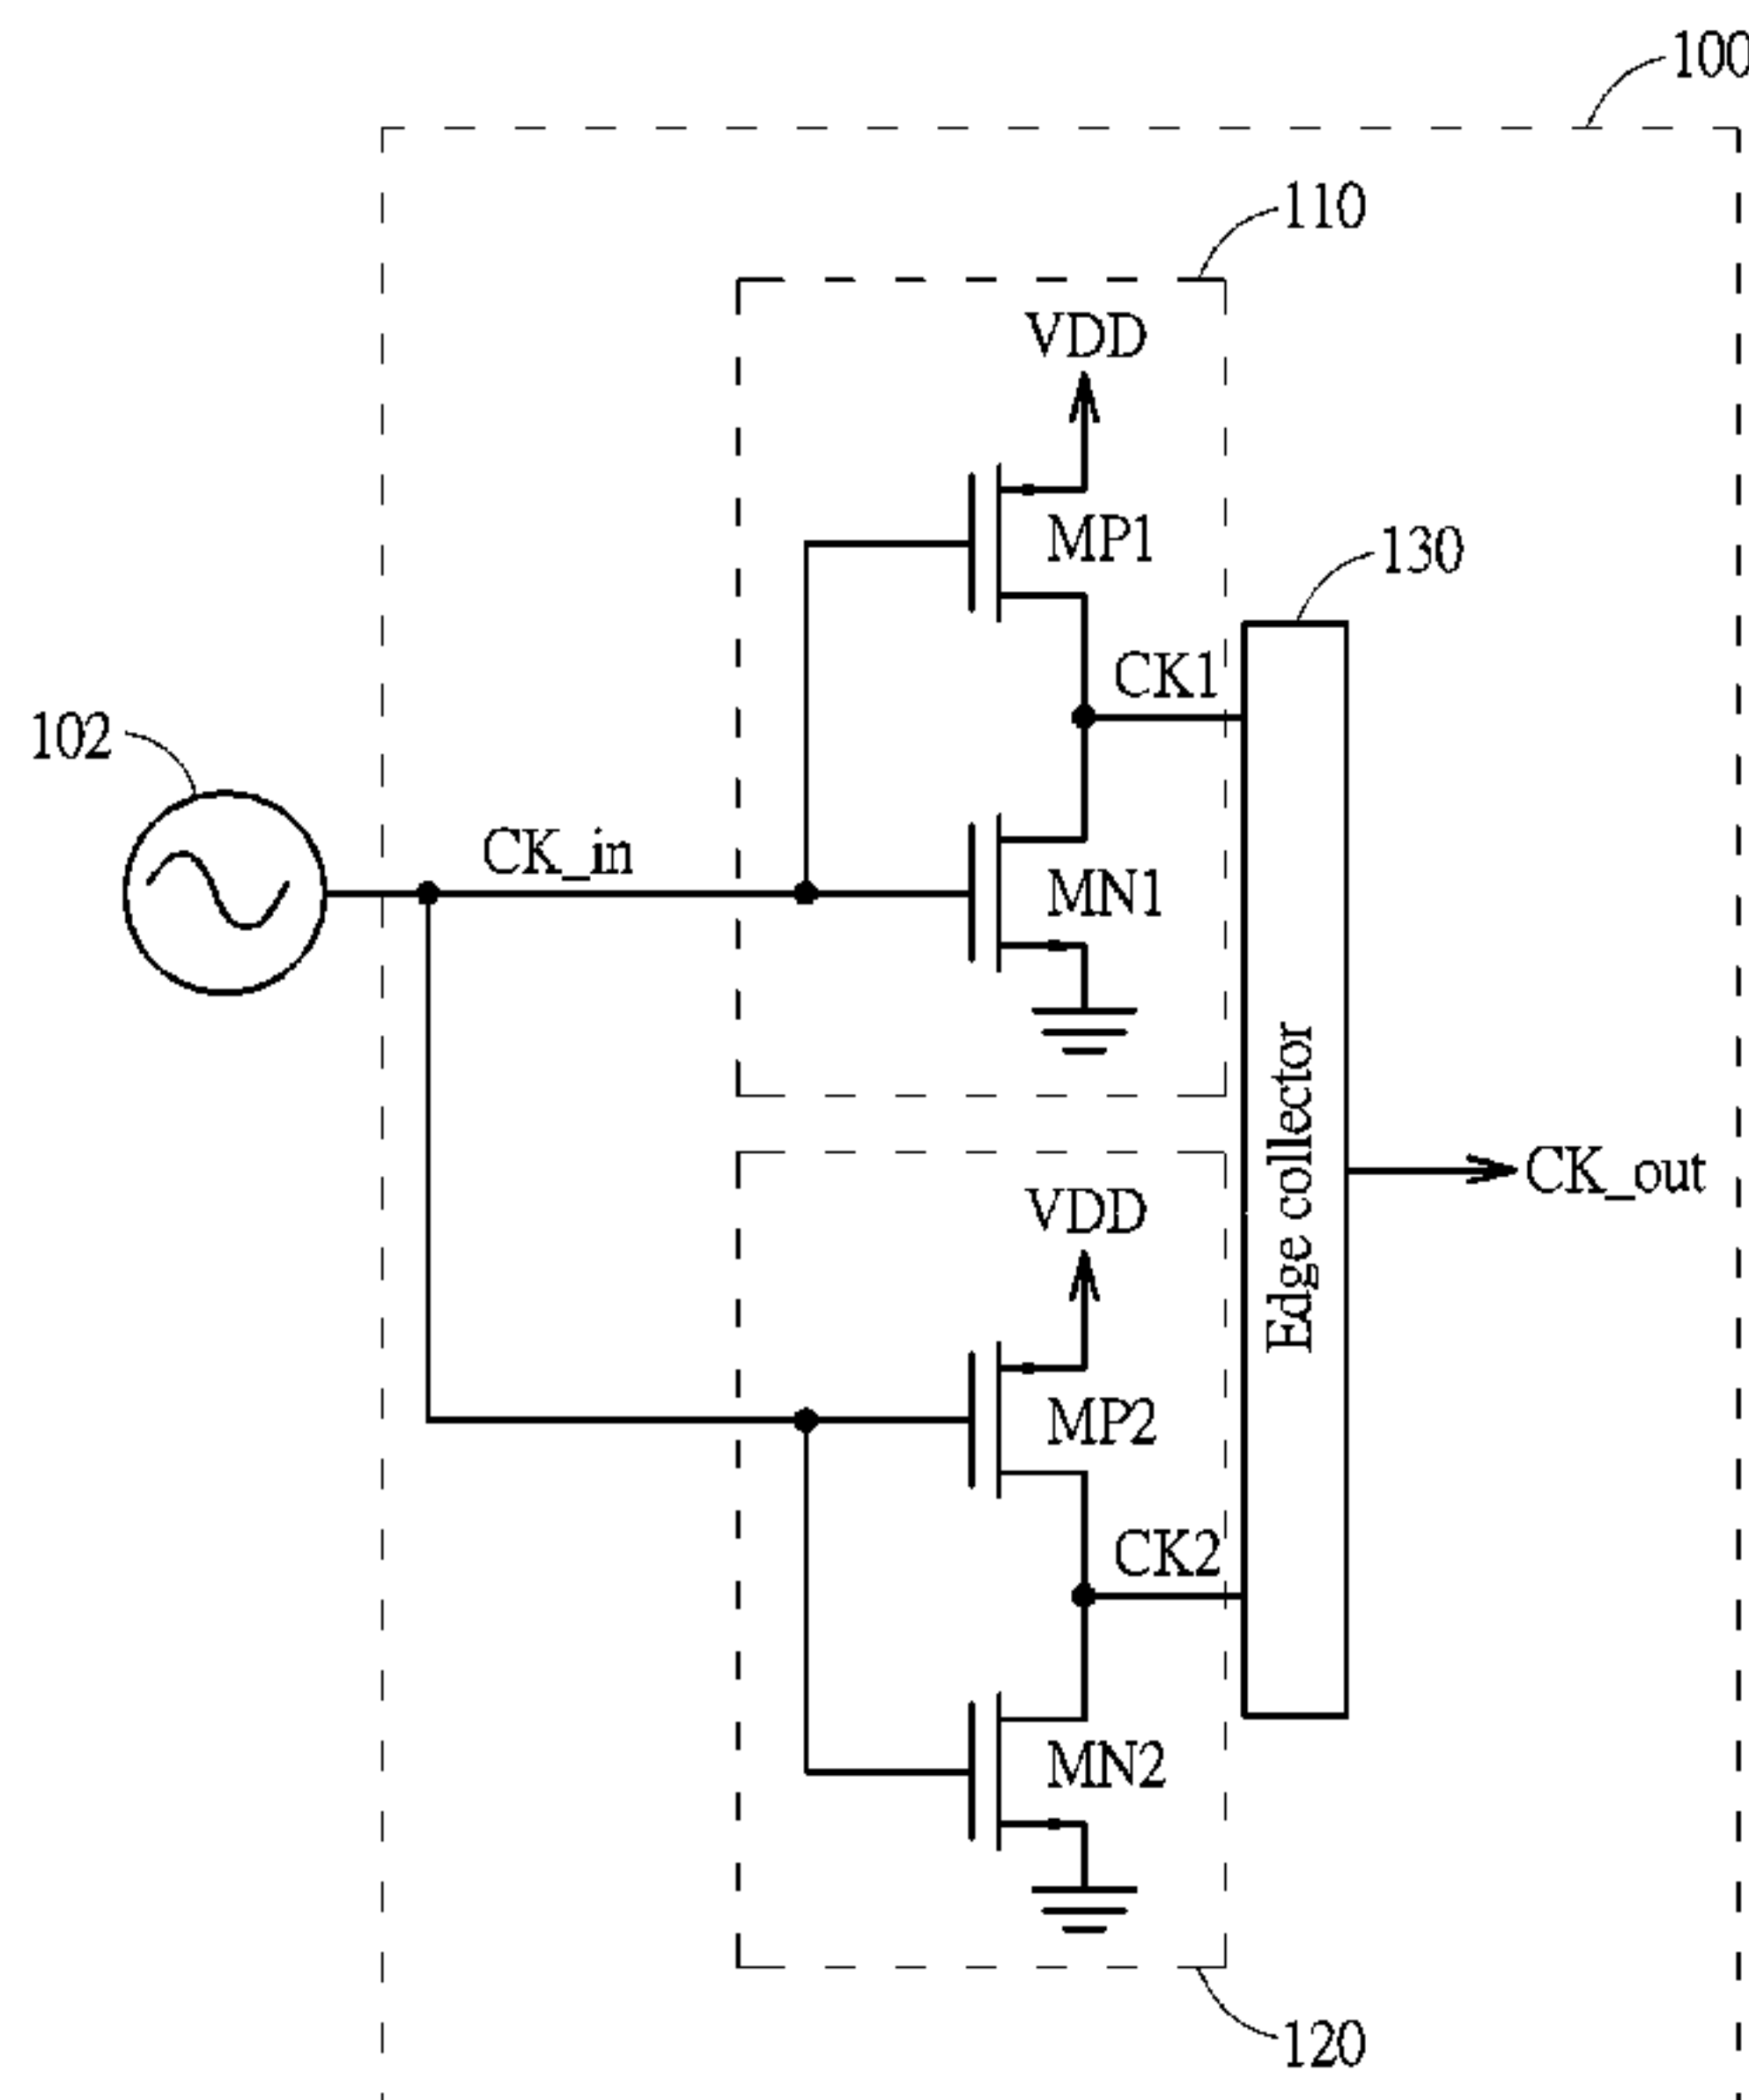 100
110
VDD
MP1
130
CK1
102
CK_in
MN1
Edge collector
CK_out
VDD
MP2
CK2
MN2
120